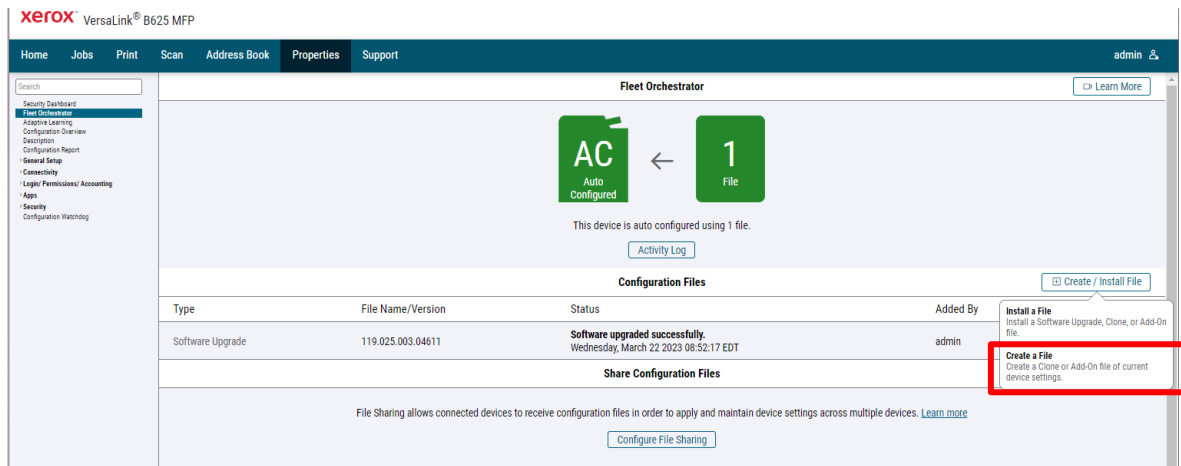 xerox™ VersaLink® B625 MFP
Home Jobs Print Scan Address Book Properties Support admin
Search
Security Dashboard
Fleet Orchestrator
Adaptive Learning
Configuration Overview
Description
Configuration Report
General Setup
Connectivity
Login/ Permissions/ Accounting
Apps
Security
Configuration Watchdog
Fleet Orchestrator
Learn More
AC
Auto
Configured
1
File
This device is auto configured using 1 file.
Activity Log
Configuration Files
Create / Install File
Type File Name/Version Status Added By
Software Upgrade 119.025.003.04611 Software upgraded successfully. admin
Wednesday, March 22 2023 08:52:17 EDT
Install a File
Install a Software Upgrade, Clone, or Add-On
file.
Create a File
Create a Clone or Add-On file of current
device settings.
Share Configuration Files
File Sharing allows connected devices to receive configuration files in order to apply and maintain device settings across multiple devices. Learn more
Configure File Sharing